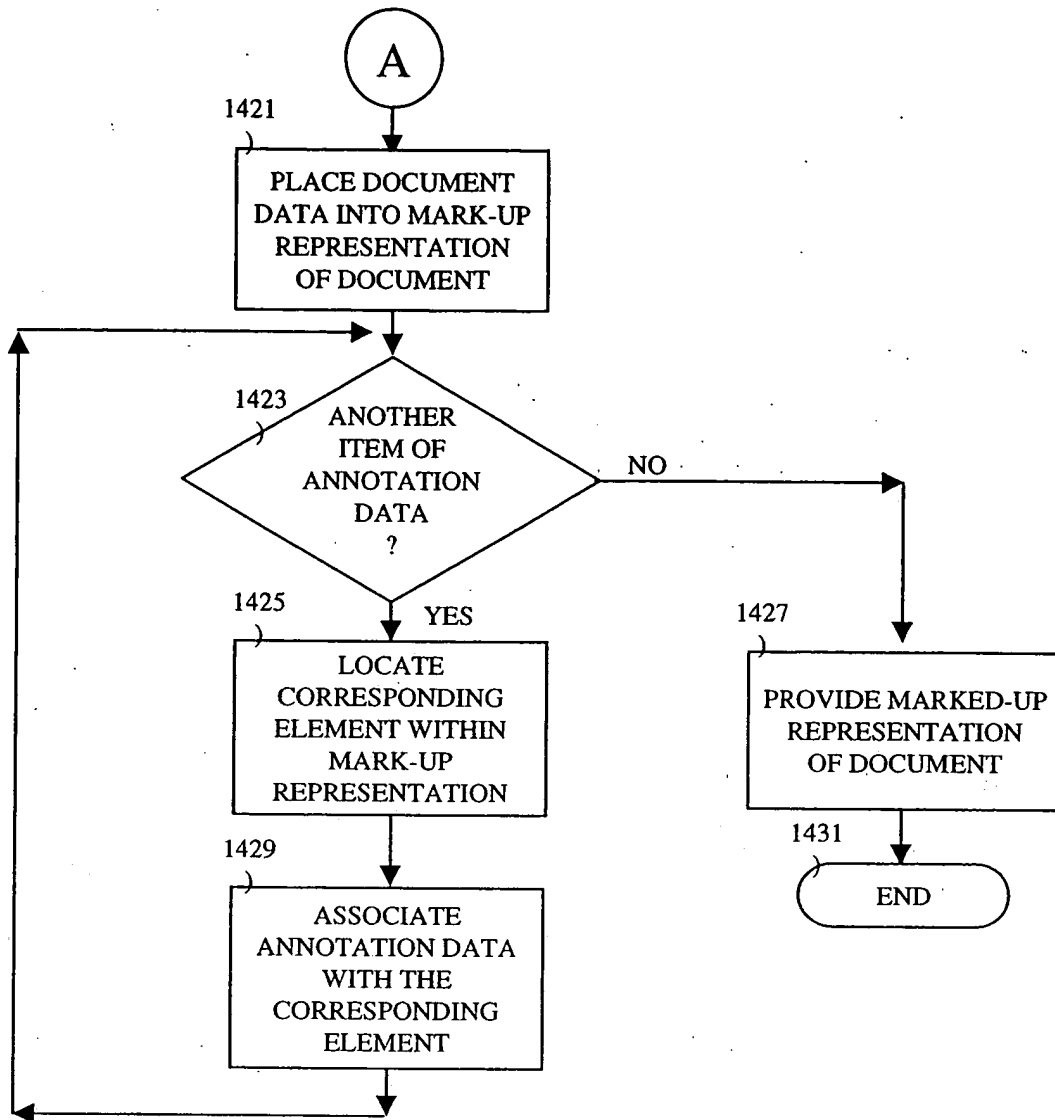 A
1421
PLACE DOCUMENT
DATA INTO MARK-UP
REPRESENTATION
OF DOCUMENT
1423
ANOTHER
ITEM OF
ANNOTATION
DATA
?
NO
YES
1425
LOCATE
CORRESPONDING
ELEMENT WITHIN
MARK-UP
REPRESENTATION
1427
PROVIDE MARKED-UP
REPRESENTATION
OF DOCUMENT
1429
ASSOCIATE
ANNOTATION DATA
WITH THE
CORRESPONDING
ELEMENT
1431
END